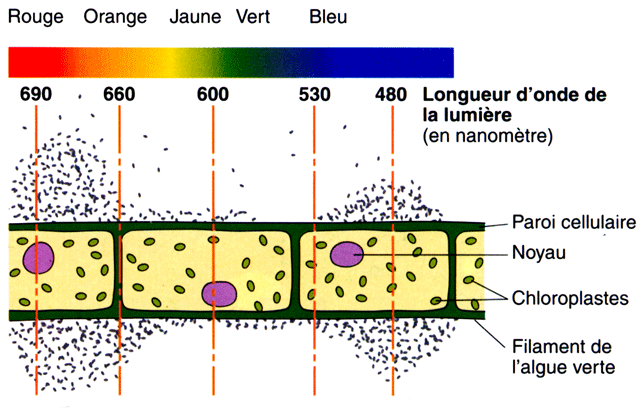 Rouge Orange Jaune Vert Bleu
690 660 600 530 480 Longueur d'onde de
la lumière
(en nanomètre)
Paroi cellulaire
Noyau
Chloroplastes
Filament de
l'algue verte